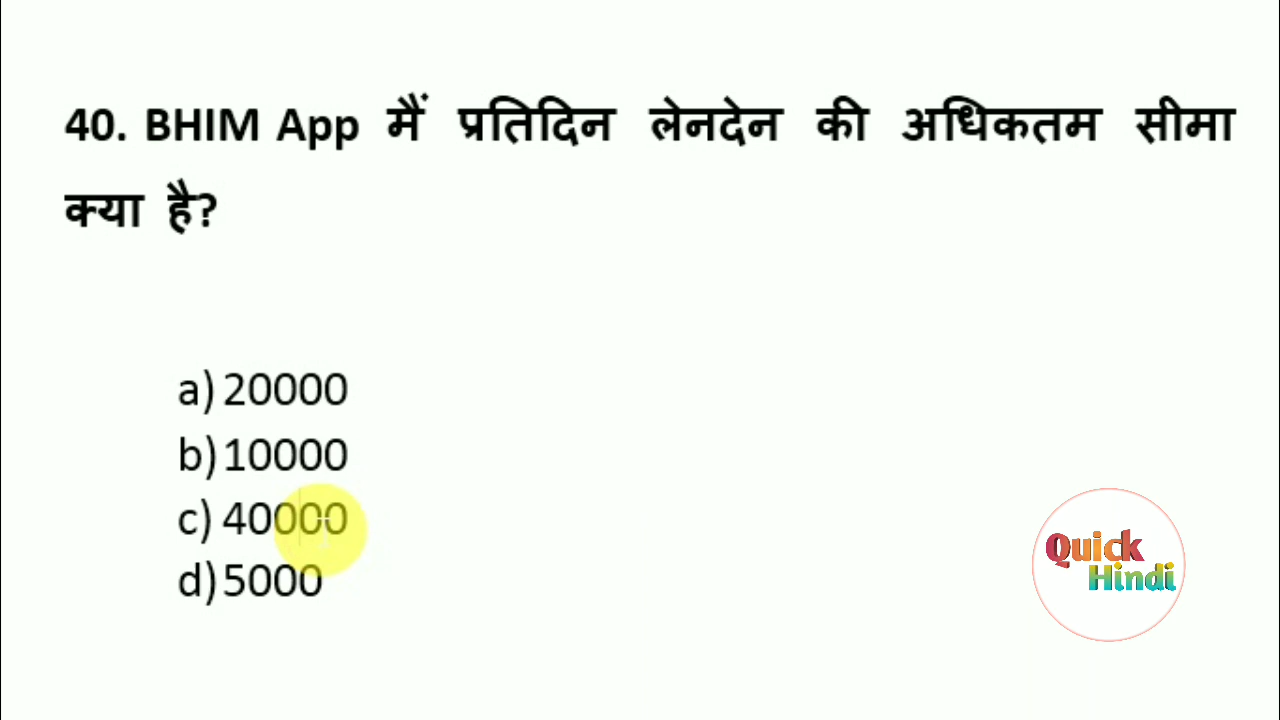 40. BHIM App मैं प्रतिदिन लेनदेन की अधिकतम सीमा
क्या है?
a) 20000
b) 10000
c) 40000
d) 5000
Quick
Hindi